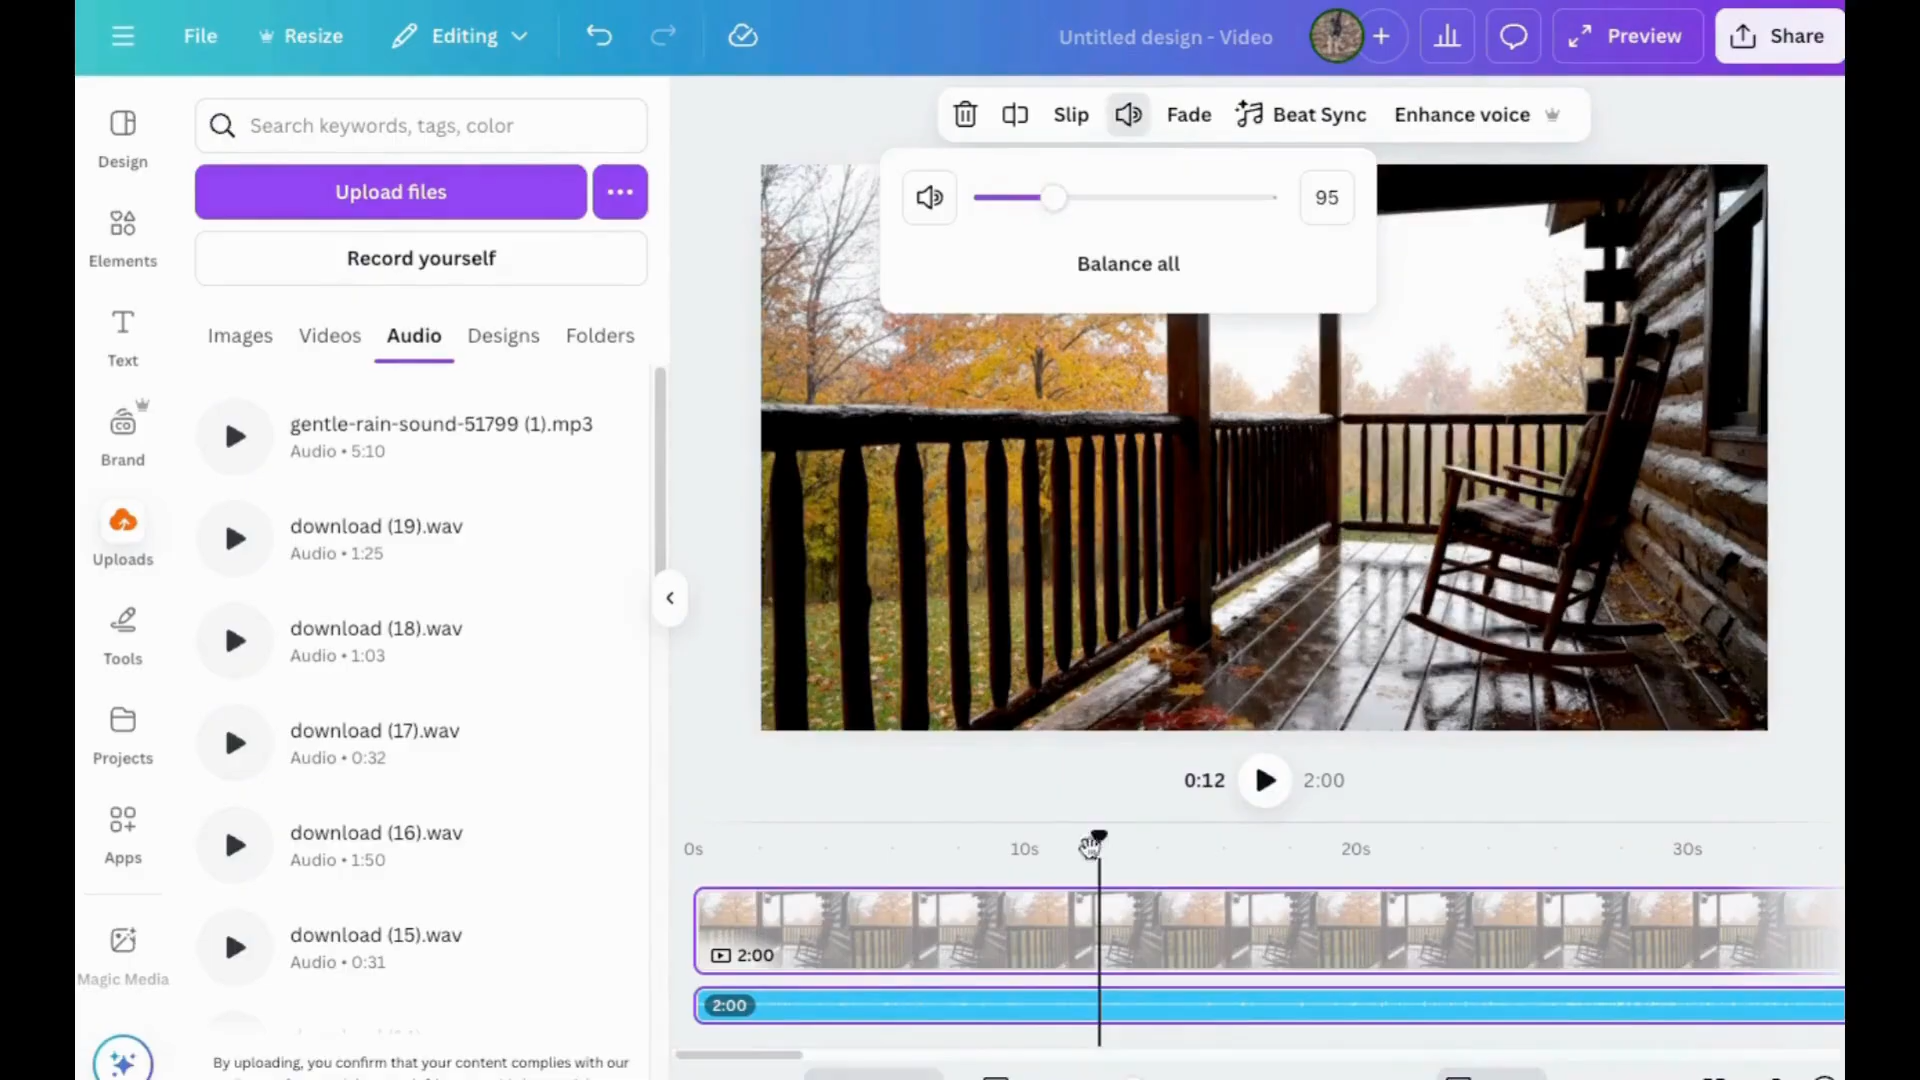 File
Resize
Editing
Untitled design - Video
Preview
Share
Design
Elements
Text
Brand
Uploads
Tools
Projects
Apps
Magic Media
Search keywords, tags, color
Upload files
Record yourself
Images Videos Audio Designs Folders
gentle-rain-sound-51799 (1).mp3
Audio • 5:10
download (19).wav
Audio • 1:25
download (18).wav
Audio • 1:03
download (17).wav
Audio • 0:32
download (16).wav
Audio • 1:50
download (15).wav
Audio • 0:31
By uploading, you confirm that your content complies with our
Slip
Fade
Beat Sync
Enhance voice
95
Balance all
0:12
2:00
0s 10s 20s 30s
2:00
2:00